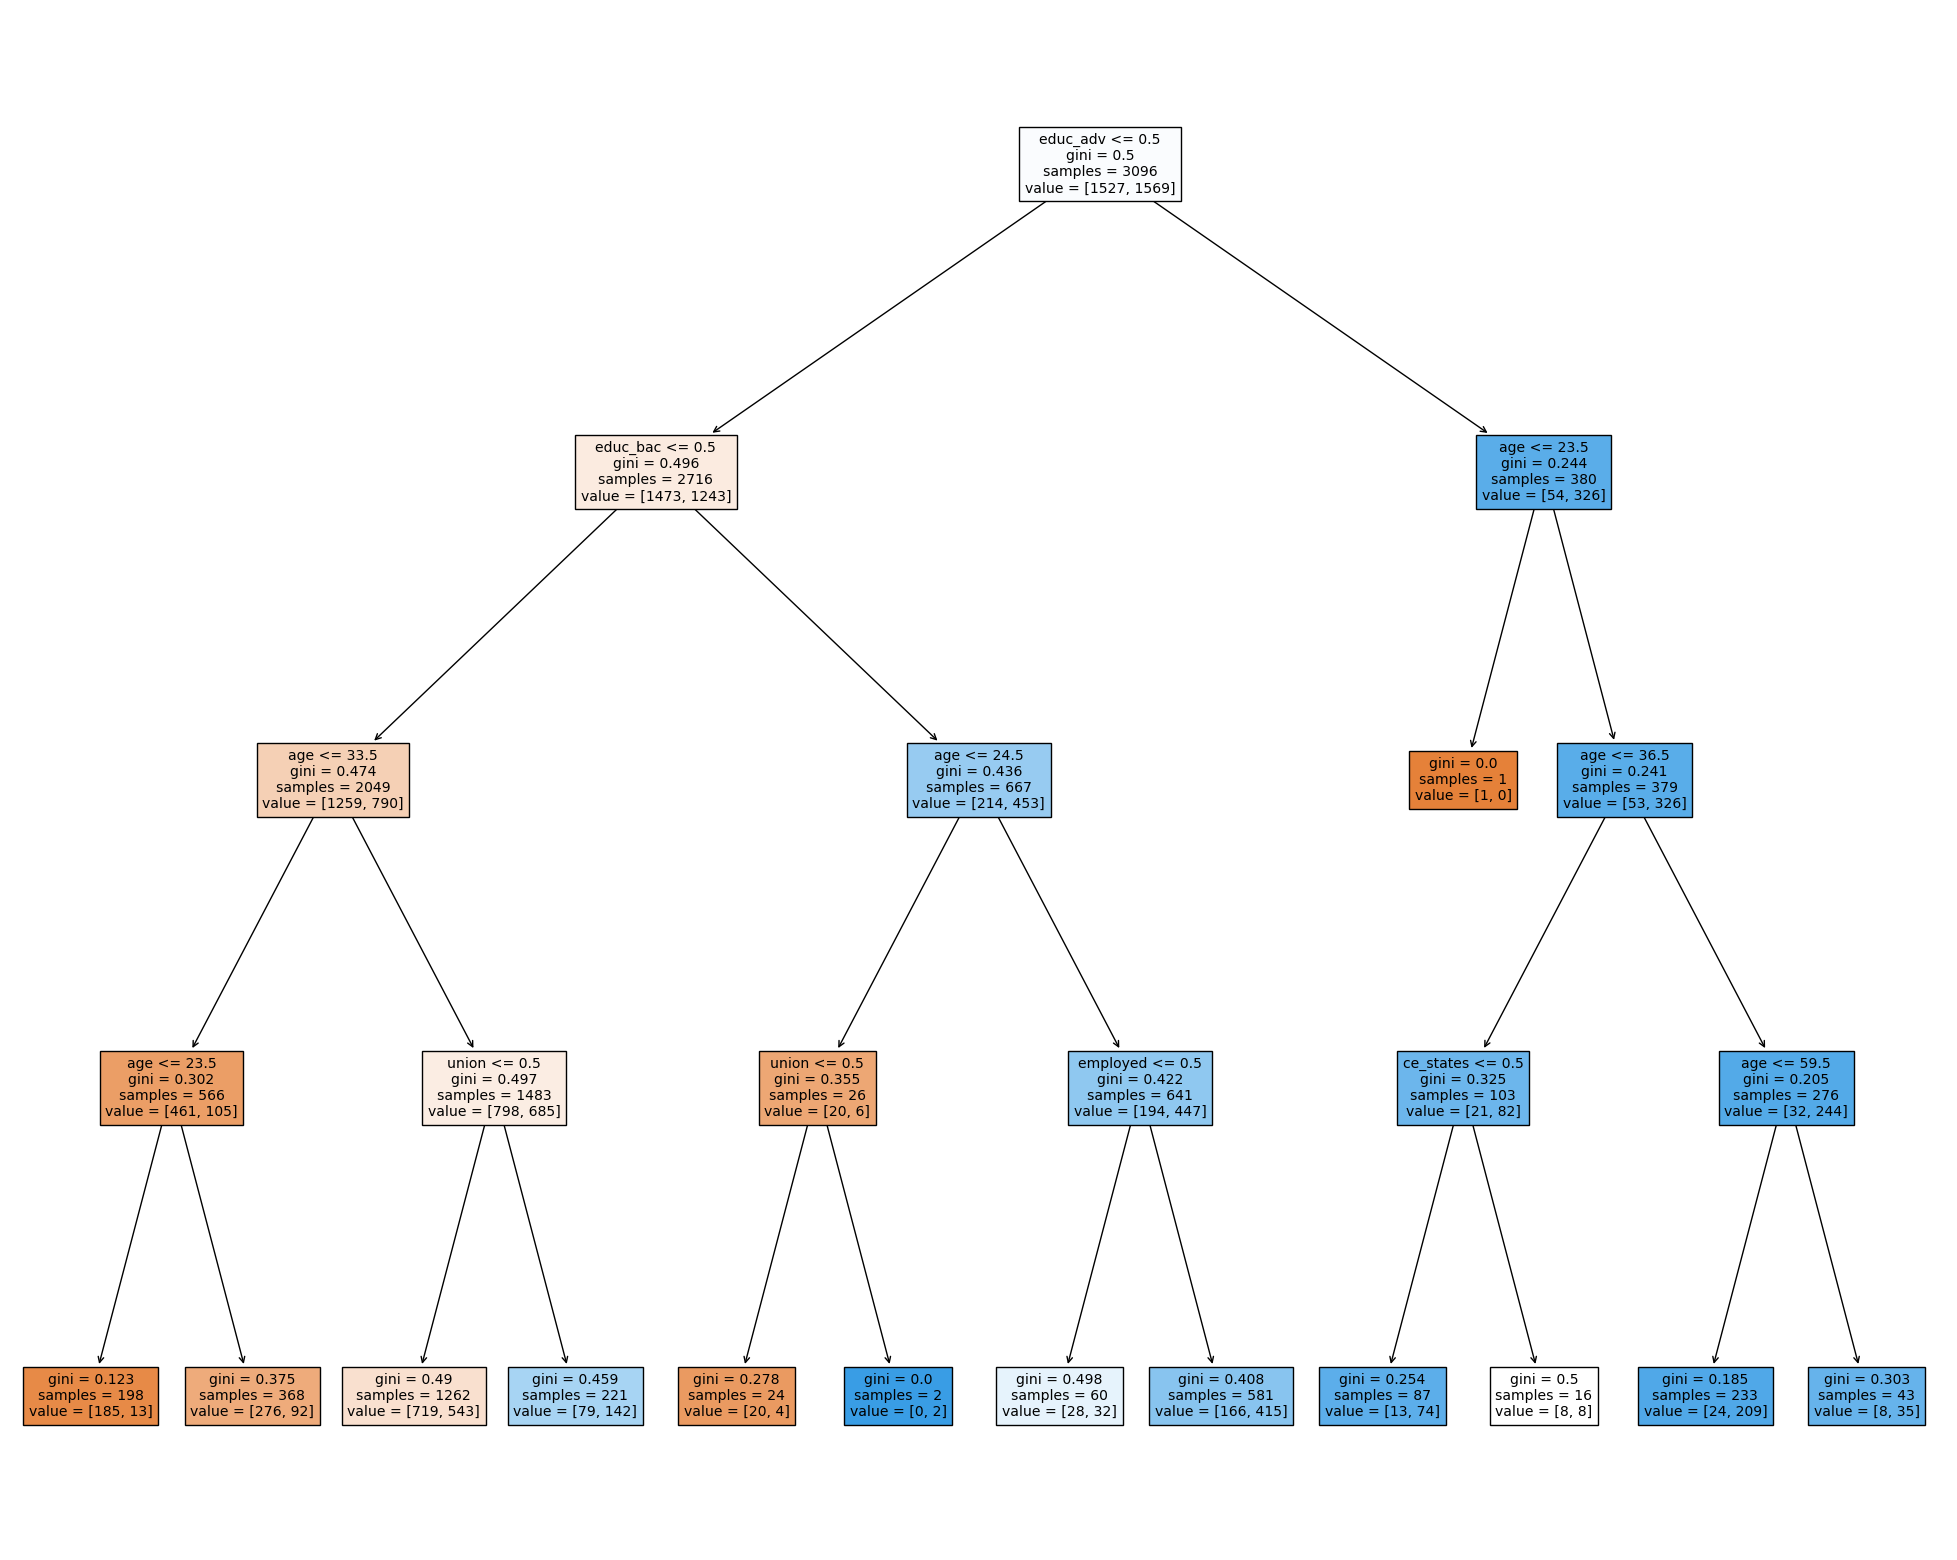 educ_adv <= 0.5
gini = 0.5
samples = 3096
value = [1527, 1569]
educ_bac <= 0.5
gini = 0.496
samples = 2716
value = [1473, 1243]
age <= 23.5
gini = 0.244
samples = 380
value = [54, 326]
age <= 33.5
gini = 0.474
samples = 2049
value = [1259, 790]
age <= 24.5
gini = 0.436
samples = 667
value = [214, 453]
gini = 0.0
samples = 1
value = [1, 0]
age <= 36.5
gini = 0.241
samples = 379
value = [53, 326]
age <= 23.5
gini = 0.302
samples = 566
value = [461, 105]
union <= 0.5
gini = 0.497
samples = 1483
value = [798, 685]
union <= 0.5
gini = 0.355
samples = 26
value = [20, 6]
employed <= 0.5
gini = 0.422
samples = 641
value = [194, 447]
ce_states <= 0.5
gini = 0.325
samples = 103
value = [21, 82]
age <= 59.5
gini = 0.205
samples = 276
value = [32, 244]
gini = 0.123
samples = 198
value = [185, 13]
gini = 0.375
samples = 368
value = [276, 92]
gini = 0.49
samples = 1262
value = [719, 543]
gini = 0.459
samples = 221
value = [79, 142]
gini = 0.278
samples = 24
value = [20, 4]
gini = 0.0
samples = 2
value = [0, 2]
gini = 0.498
samples = 60
value = [28, 32]
gini = 0.408
samples = 581
value = [166, 415]
gini = 0.254
samples = 87
value = [13, 74]
gini = 0.5
samples = 16
value = [8, 8]
gini = 0.185
samples = 233
value = [24, 209]
gini = 0.303
samples = 43
value = [8, 35]